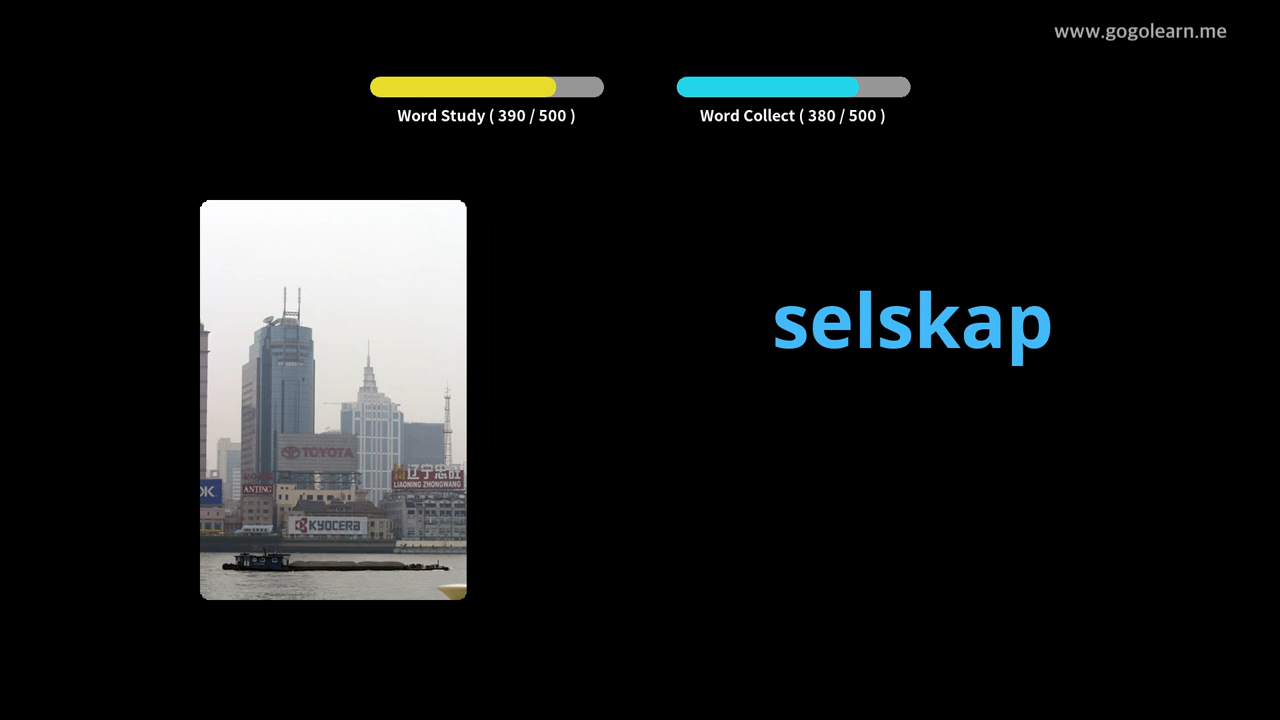 www.gogolearn.me
Word Study ( 390 / 500 )
Word Collect ( 380 / 500 )
selskap
TOYOTA
辽宁忠旺
LIAONING ZHONGWANG
OK
ANTING
KYOCERA